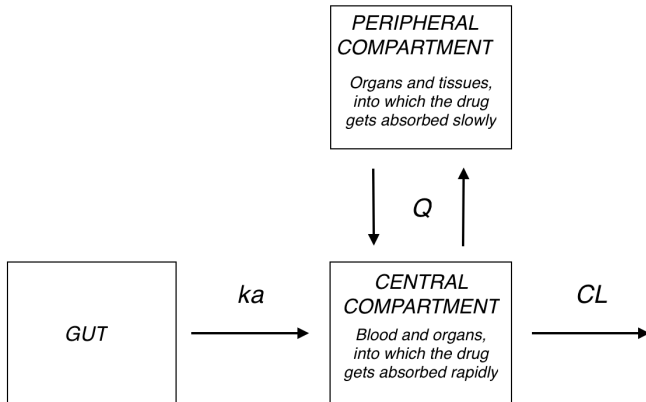 PERIPHERAL
COMPARTMENT
Organs and tissues,
into which the drug
gets absorbed slowly
Q
GUT
ka
CENTRAL
COMPARTMENT
Blood and organs,
into which the drug
gets absorbed rapidly
CL